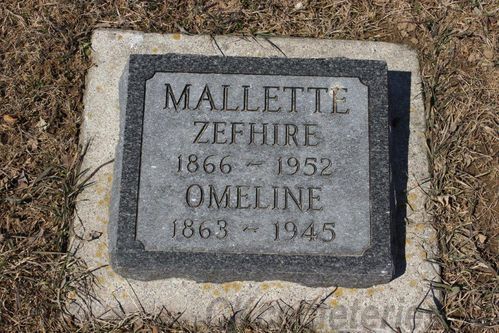 MALLETTE
ZEFHIRE
1866 ~ 1952
OMELINE
1863 ~ 1945